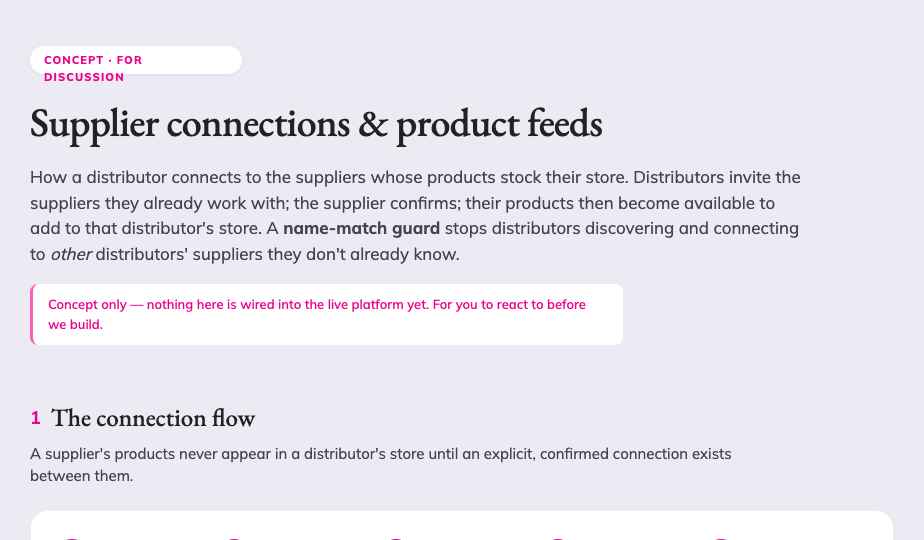 CONCEPT · FOR
DISCUSSION
Supplier connections & product feeds
How a distributor connects to the suppliers whose products stock their store. Distributors invite the
suppliers they already work with; the supplier confirms; their products then become available to
add to that distributor's store. A name-match guard stops distributors discovering and connecting
to other distributors' suppliers they don't already know.
Concept only — nothing here is wired into the live platform yet. For you to react to before
we build.
1 The connection flow
A supplier's products never appear in a distributor's store until an explicit, confirmed connection exists
between them.